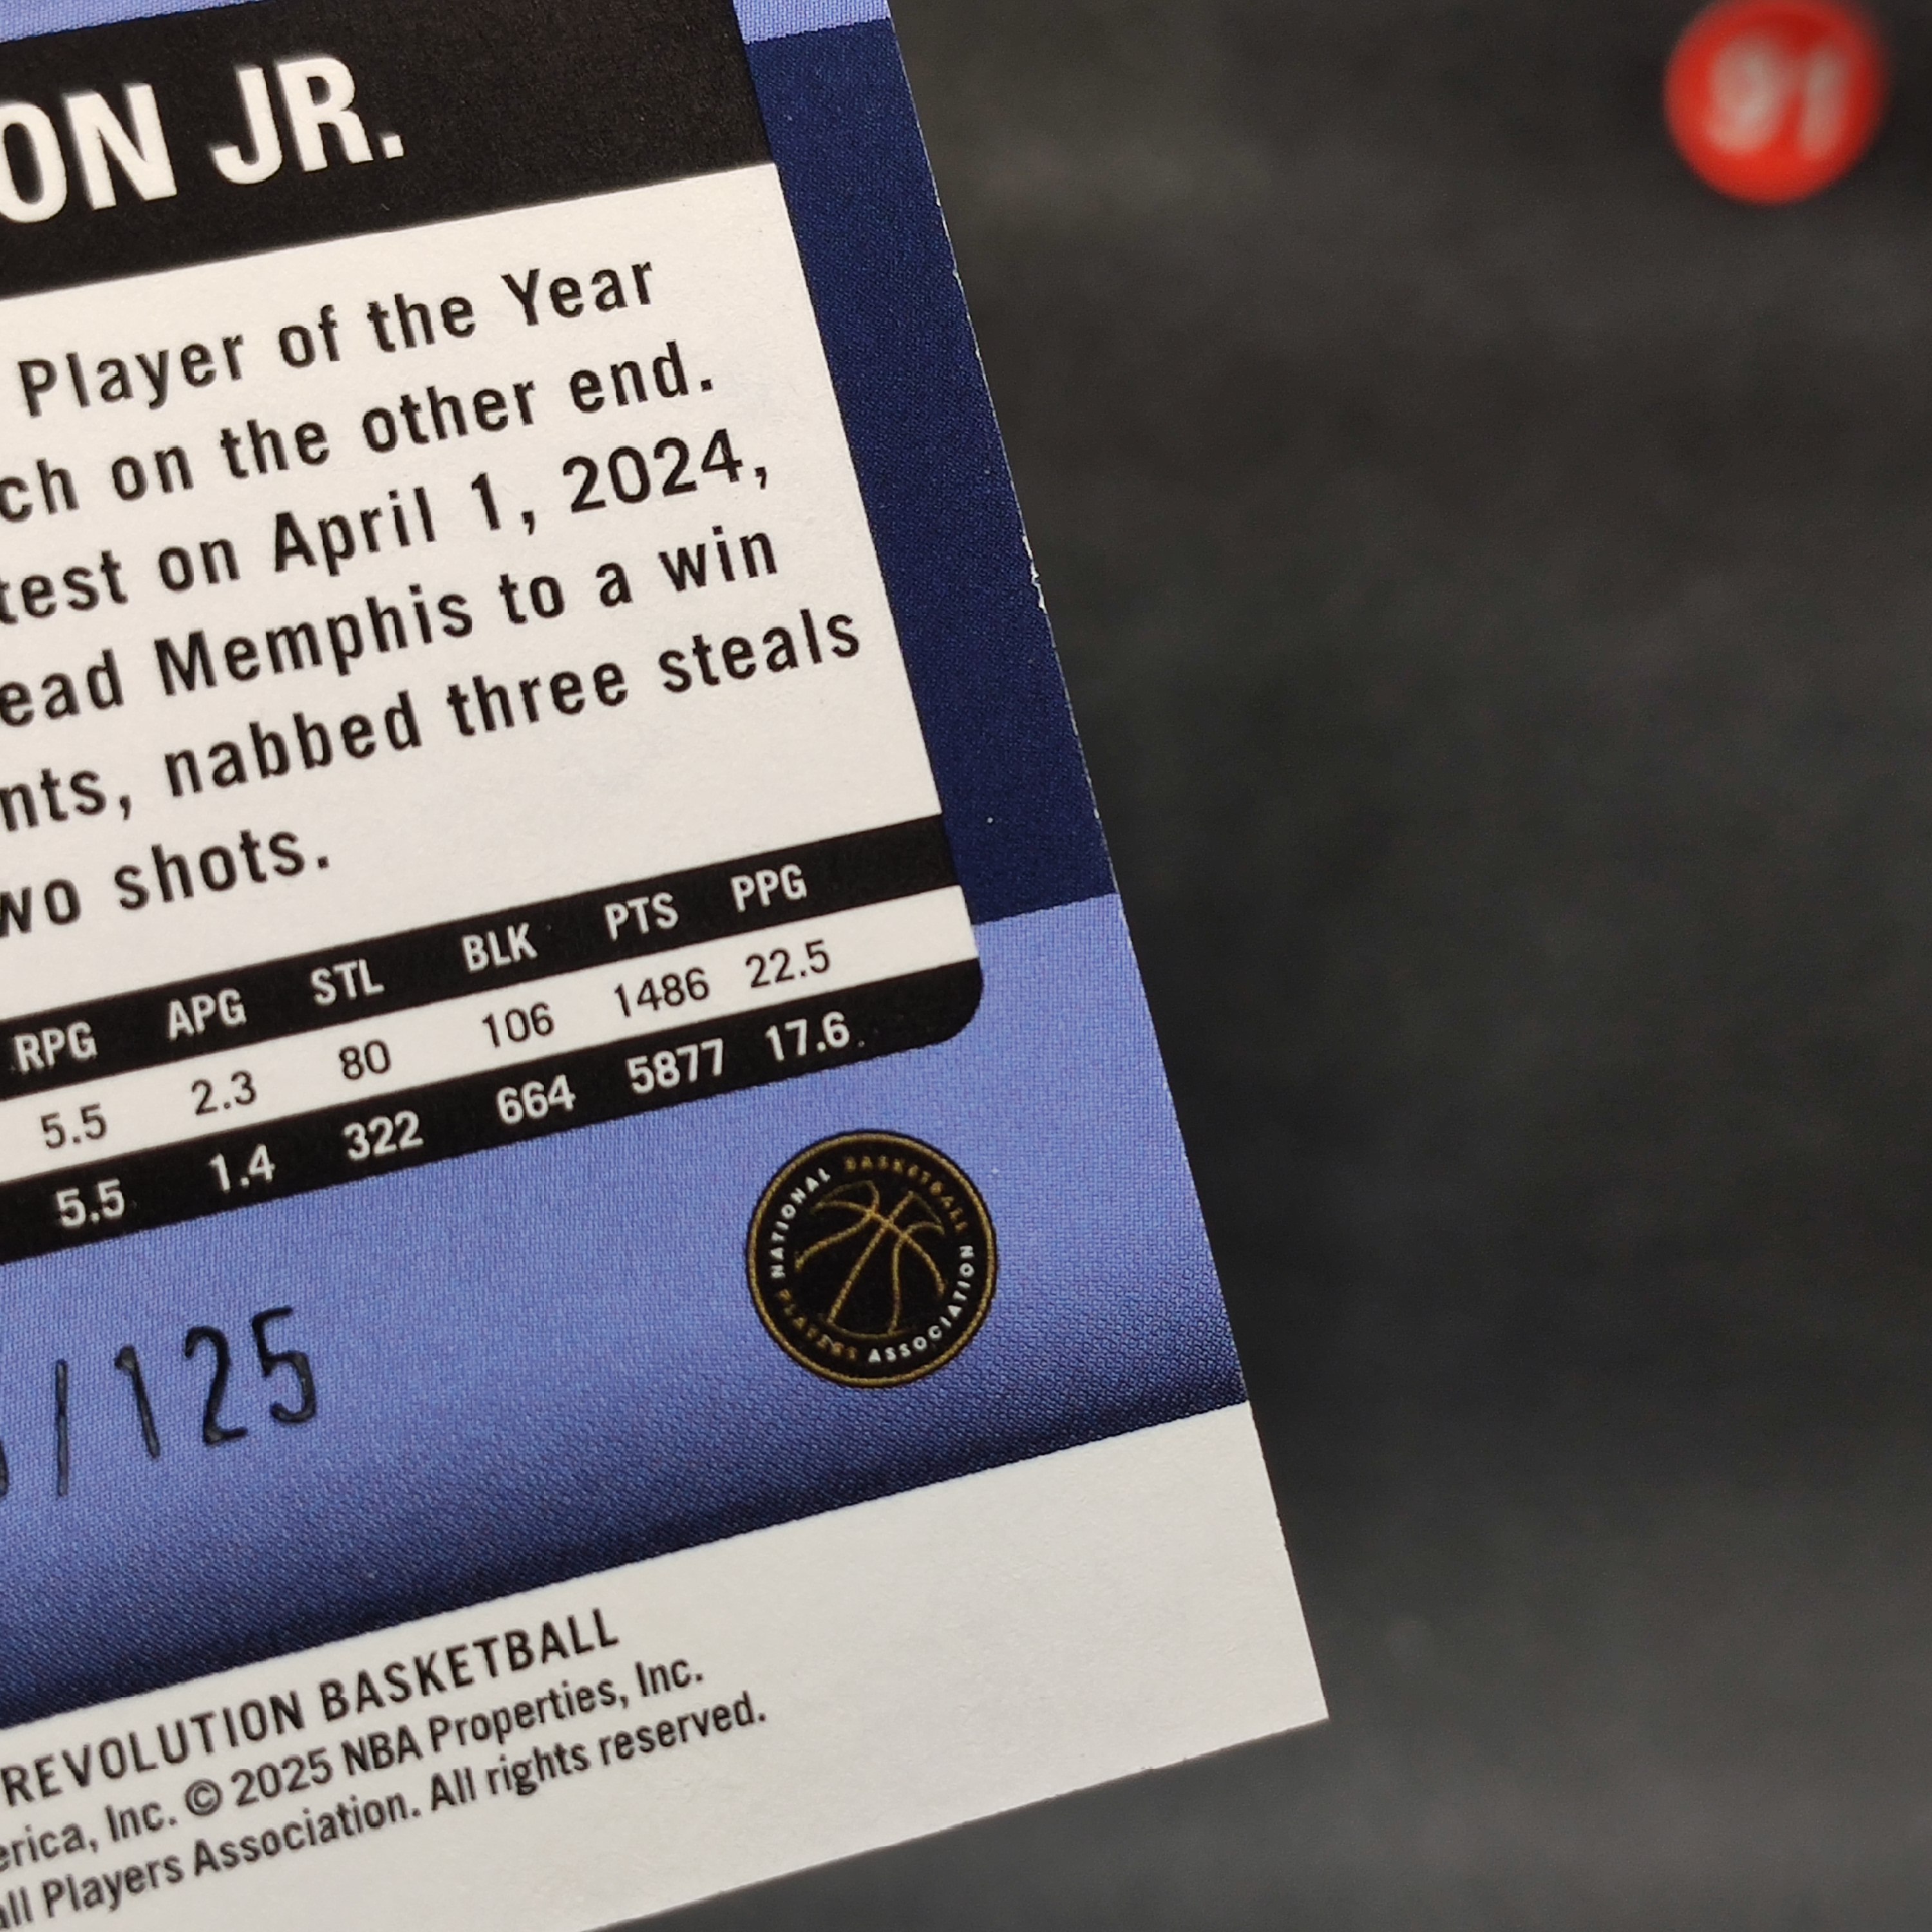 ON JR.
Player of the Year
ch on the other end.
test on April 1, 2024,
ead Memphis to a win
nts, nabbed three steals
wo shots.
RPG APG STL BLK PTS PPG
5.5 2.3 80 106 1486 22.5
5.5 1.4 322 664 5877 17.6
NATIONAL BASKETBALL
PLAYERS ASSOCIATION
/125
REVOLUTION BASKETBALL
erica, Inc. © 2025 NBA Properties, Inc.
all Players Association. All rights reserved.
91